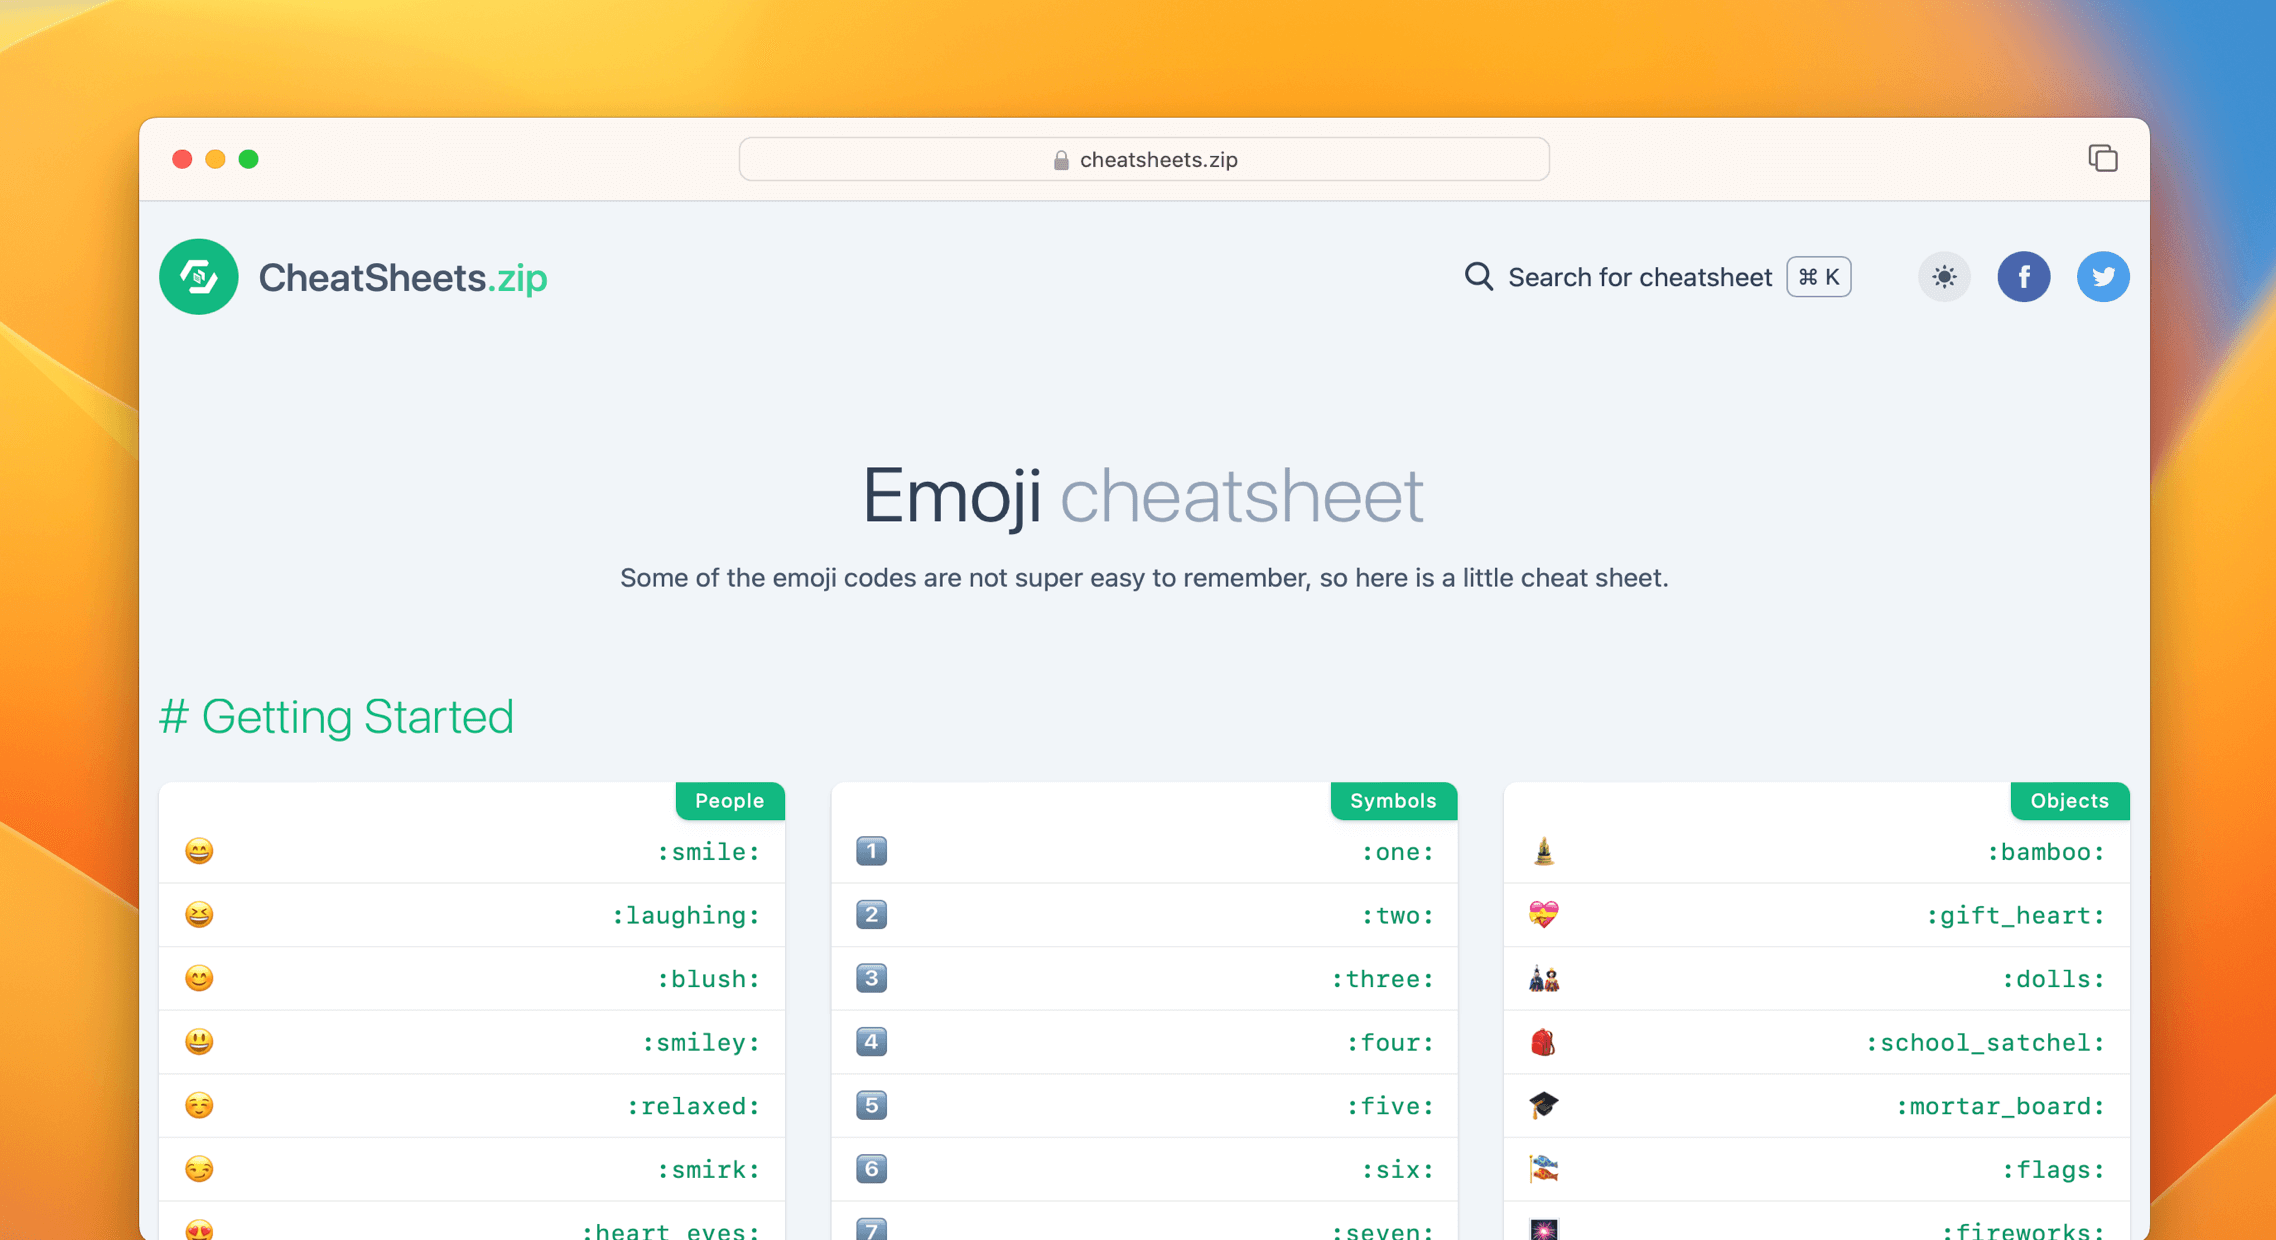 cheatsheets.zip
CheatSheets.zip
Search for cheatsheet ⌘ K
Emoji cheatsheet
Some of the emoji codes are not super easy to remember, so here is a little cheat sheet.
# Getting Started
People
:smile:
:laughing:
:blush:
:smiley:
:relaxed:
:smirk:
:heart_eyes:
Symbols
1 :one:
2 :two:
3 :three:
4 :four:
5 :five:
6 :six:
7 :seven:
Objects
:bamboo:
:gift_heart:
:dolls:
:school_satchel:
:mortar_board:
:flags:
:fireworks: